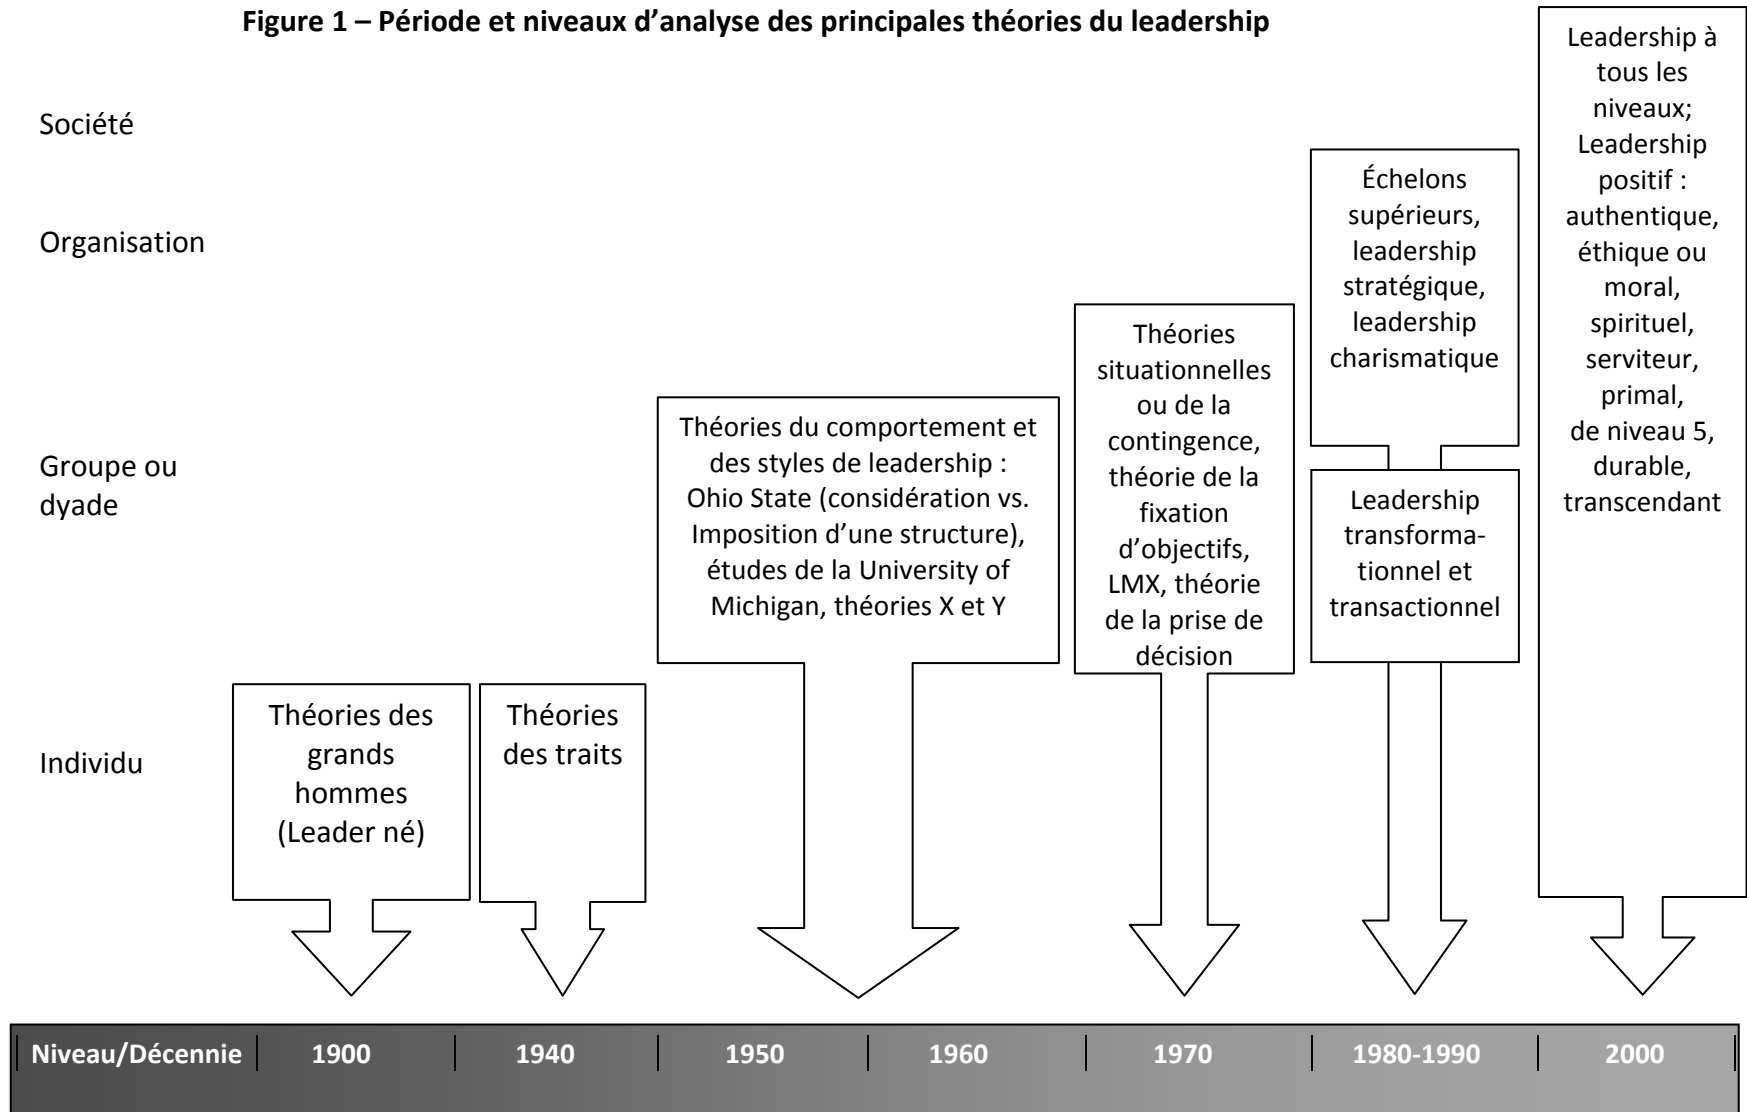 Figure 1 – Période et niveaux d’analyse des principales théories du leadership
Société
Organisation
Groupe ou
dyade
Individu
Théories des
grands
hommes
(Leader né)
Théories
des traits
Théories du comportement et
des styles de leadership :
Ohio State (considération vs.
Imposition d’une structure),
études de la University of
Michigan, théories X et Y
Théories
situationnelles
ou de la
contingence,
théorie de la
fixation
d’objectifs,
LMX, théorie
de la prise de
décision
Échelons
supérieurs,
leadership
stratégique,
leadership
charismatique
Leadership
transforma-
tionnel et
transactionnel
Leadership à
tous les
niveaux;
Leadership
positif :
authentique,
éthique ou
moral,
spirituel,
serviteur,
primal,
de niveau 5,
durable,
transcendant
Niveau/Décennie 1900 1940 1950 1960 1970 1980-1990 2000